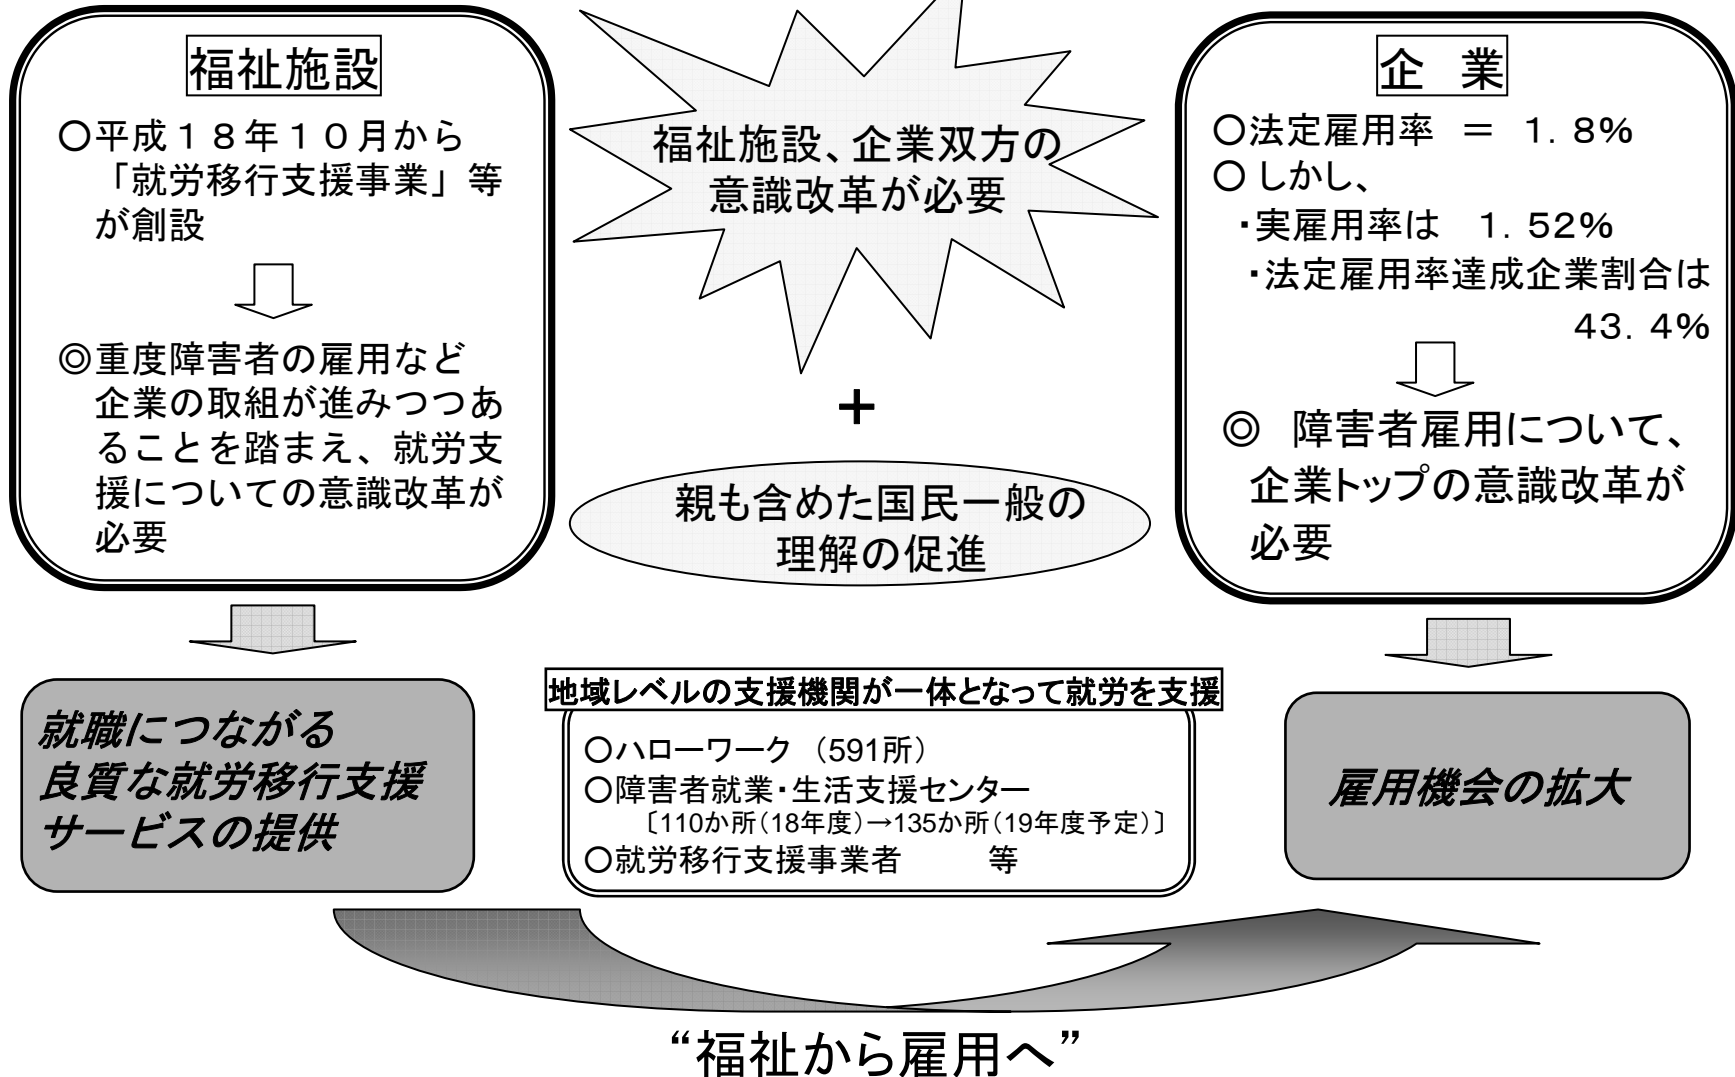 福祉施設
○平成１８年１０月から
「就労移行支援事業」等
が創設
◎重度障害者の雇用など
企業の取組が進みつつあ
ることを踏まえ、就労支
援についての意識改革が
必要
福祉施設、企業双方の
意識改革が必要
+
親も含めた国民一般の
理解の促進
企　業
○法定雇用率　＝　１．８％
○しかし、
・実雇用率は　１．５２％
・法定雇用率達成企業割合は
４３．４％
◎　障害者雇用について、
企業トップの意識改革が
必要
就職につながる
良質な就労移行支援
サービスの提供
地域レベルの支援機関が一体となって就労を支援
○ハローワーク （591所）
○障害者就業・生活支援センター
〔110か所（18年度）→135か所（19年度予定）〕
○就労移行支援事業者　　等
雇用機会の拡大
“福祉から雇用へ”